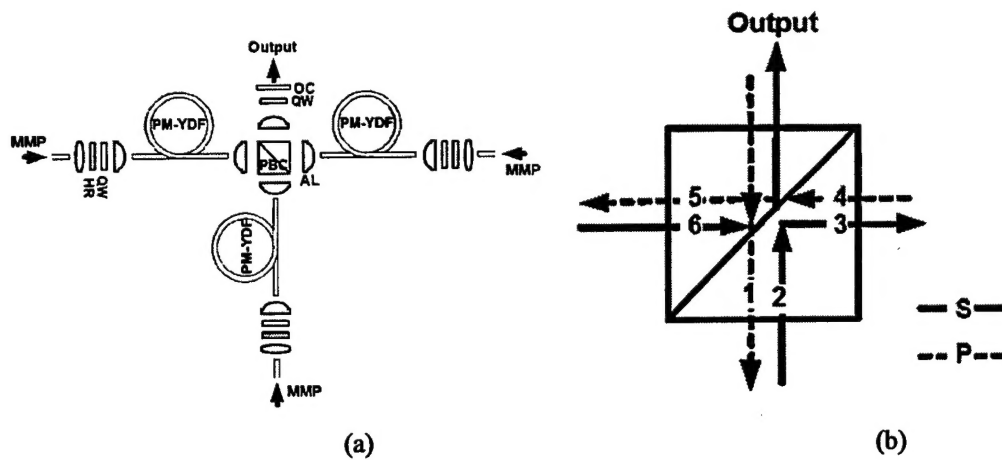 Output
OC
QW
PM-YDF
PM-YDF
MMP
HR
QW
PBC
AL
MMP
PM-YDF
MMP
(a)
Output
5
4
6
3
1
2
S
P
(b)